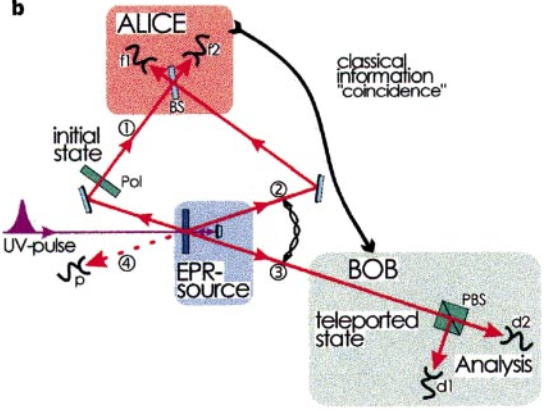 b
ALICE
f1
f2
BS
classical
information
"coincidence"
①
initial
state
Pol
②
UV-pulse
④
p
EPR-
source
③
BOB
PBS
teleported
state
d2
Analysis
d1